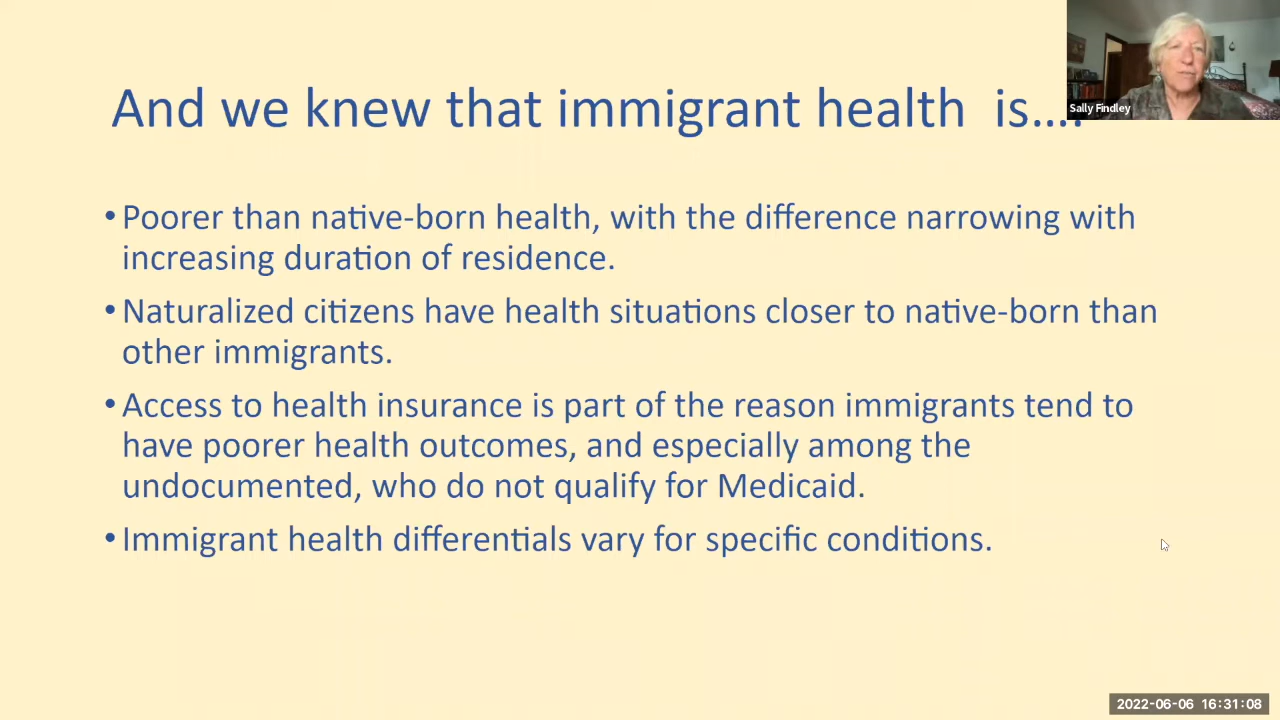 And we knew that immigrant health  is....
Sally Findley
• Poorer than native-born health, with the difference narrowing with
increasing duration of residence.
• Naturalized citizens have health situations closer to native-born than
other immigrants.
• Access to health insurance is part of the reason immigrants tend to
have poorer health outcomes, and especially among the
undocumented, who do not qualify for Medicaid.
• Immigrant health differentials vary for specific conditions.
2022-06-06 16:31:08